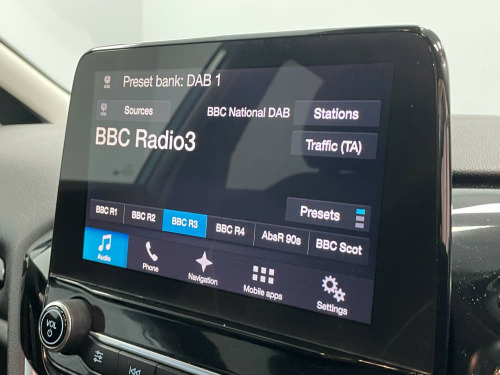 Preset bank: DAB 1
Sources
BBC National DAB
Stations
BBC Radio3
Traffic (TA)
Presets
BBC R1
BBC R2
BBC R3
BBC R4
AbsR 90s
BBC Scot
Audio
Phone
Navigation
Mobile apps
Settings
VOL